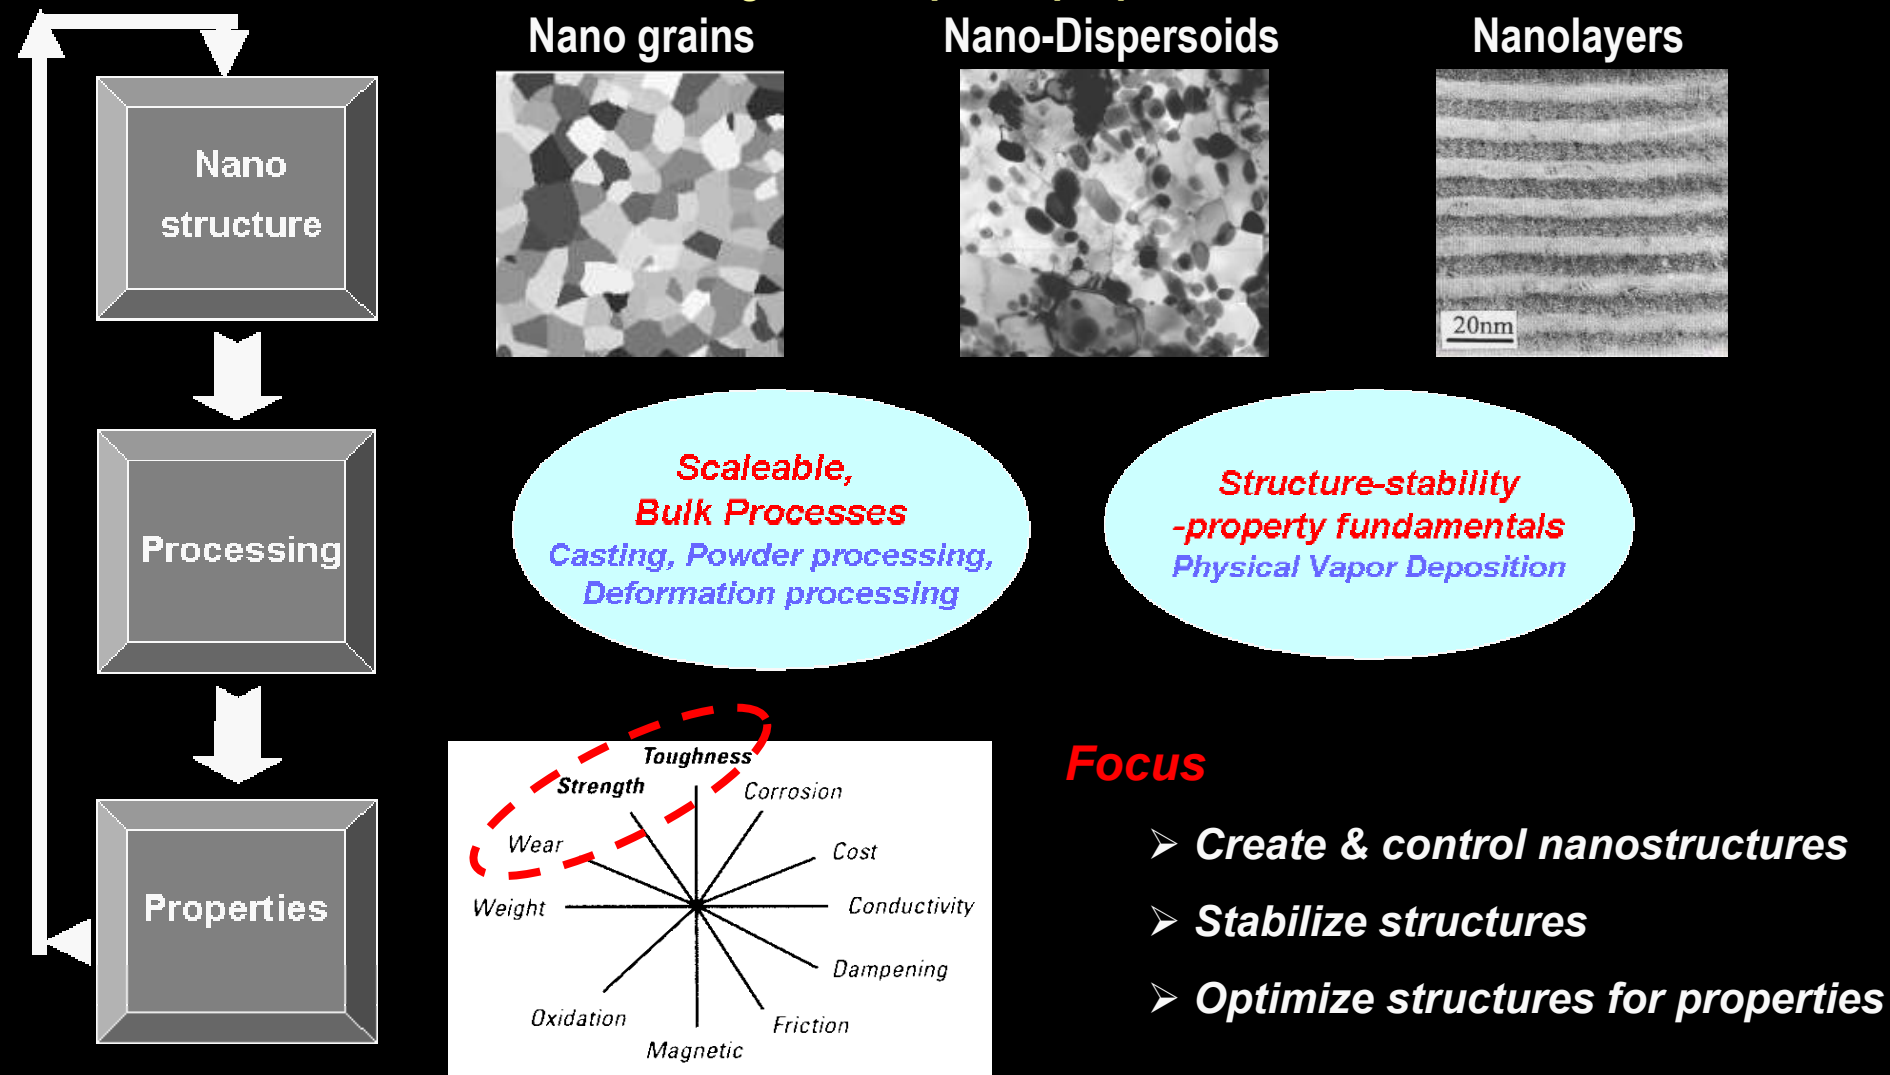 Nano grains
Nano-Dispersoids
Nanolayers
Nano
structure
20nm
Processing
Scaleable,
Bulk Processes
Casting, Powder processing,
Deformation processing
Structure-stability
-property fundamentals
Physical Vapor Deposition
Properties
Toughness
Strength
Corrosion
Wear
Cost
Weight
Conductivity
Dampening
Oxidation
Friction
Magnetic
Focus
➢ Create & control nanostructures
➢ Stabilize structures
➢ Optimize structures for properties